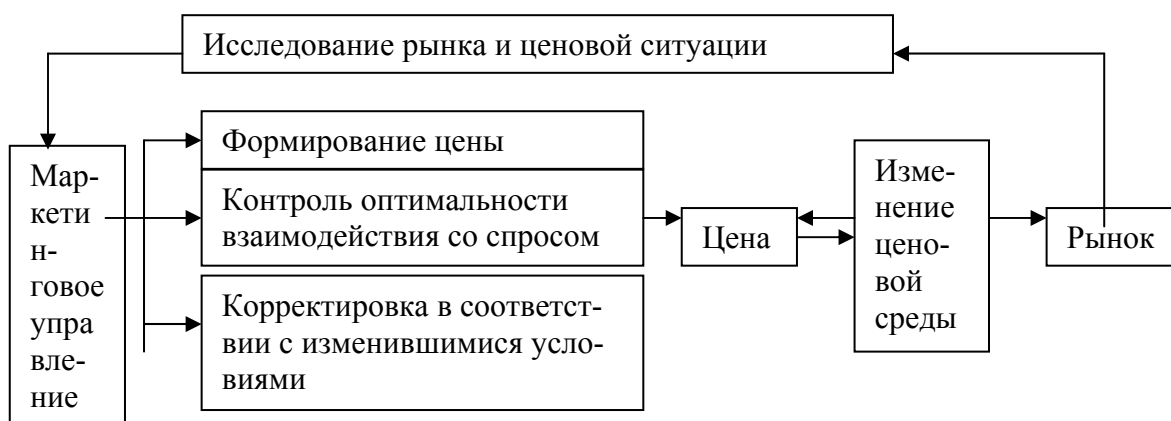 Исследование рынка и ценовой ситуации
Мар-
кети
н-
говое
упра
вле-
ние
Формирование цены
Контроль оптимальности
взаимодействия со спросом
Корректировка в соответст-
вии с изменившимися усло-
виями
Цена
Изме-
нение
цено-
вой
среды
Рынок